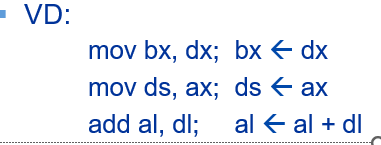 VD:
mov bx, dx; bx ← dx
mov ds, ax; ds ← ax
add al, dl; al ← al + dl